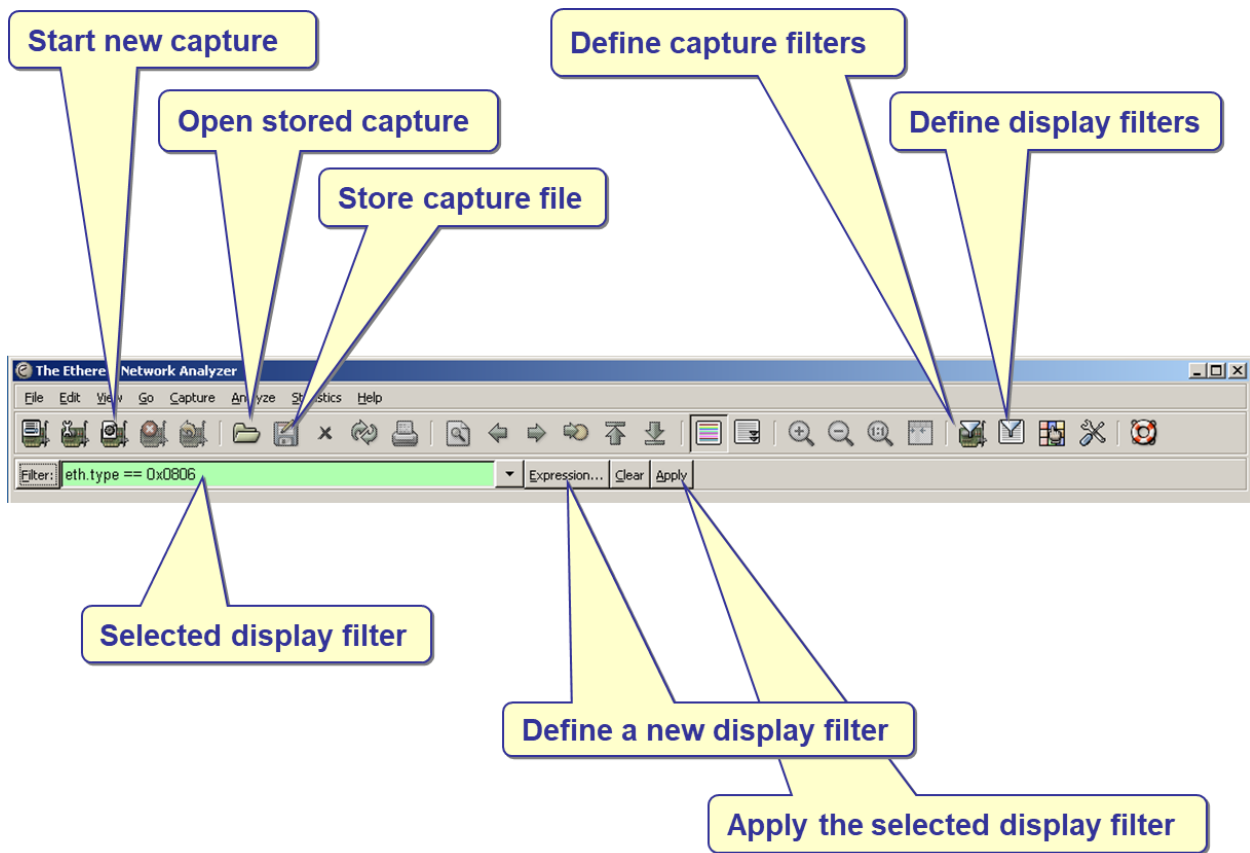 Start new capture
Define capture filters
Open stored capture
Define display filters
Store capture file
The Ethere Network Analyzer
File Edit View Go Capture Analyze Statistics Help
Filter: eth.type == 0x0806 Expression... Clear Apply
Selected display filter
Define a new display filter
Apply the selected display filter